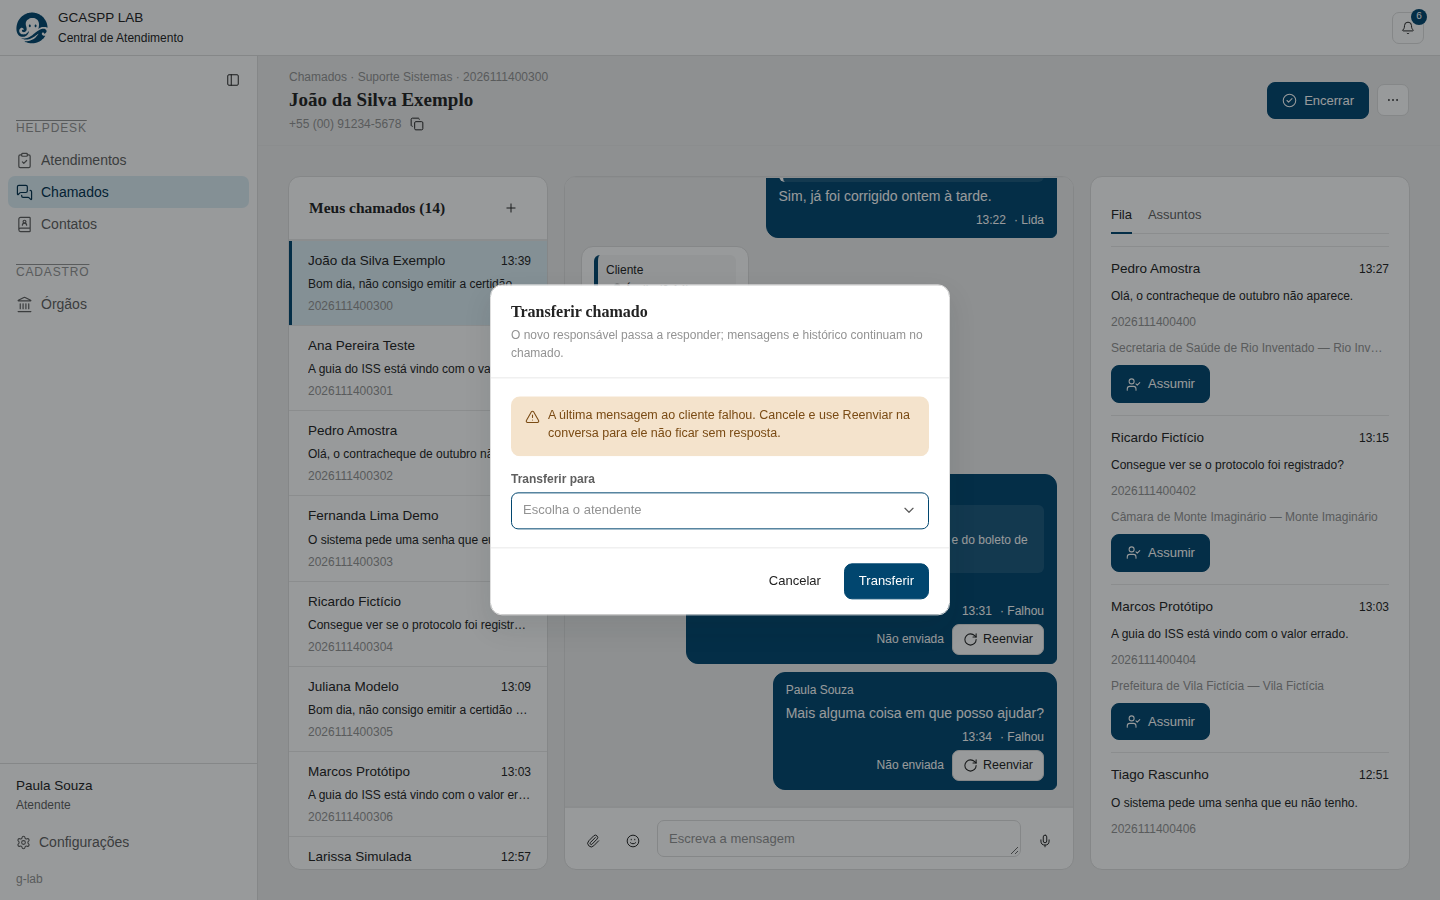 GCASPP LAB
Central de Atendimento
6
HELPDESK
Atendimentos
Chamados
Contatos
CADASTRO
Órgãos
Paula Souza
Atendente
Configurações
g-lab
Chamados · Suporte Sistemas · 2026111400300
João da Silva Exemplo
+55 (00) 91234-5678
Encerrar
Meus chamados (14)
João da Silva Exemplo 13:39
Bom dia, não consigo emitir a certidão
2026111400300
Ana Pereira Teste
A guia do ISS está vindo com o va
2026111400301
Pedro Amostra
Olá, o contracheque de outubro nã
2026111400302
Fernanda Lima Demo
O sistema pede uma senha que e
2026111400303
Ricardo Fictício
Consegue ver se o protocolo foi registr…
2026111400304
Juliana Modelo 13:09
Bom dia, não consigo emitir a certidão …
2026111400305
Marcos Protótipo 13:03
A guia do ISS está vindo com o valor er…
2026111400306
Larissa Simulada 12:57
Sim, já foi corrigido ontem à tarde.
13:22 · Lida
Cliente
Transferir chamado
O novo responsável passa a responder; mensagens e histórico continuam no
chamado.
A última mensagem ao cliente falhou. Cancele e use Reenviar na
conversa para ele não ficar sem resposta.
Transferir para
Escolha o atendente
Cancelar
Transferir
e do boleto de
13:31 · Falhou
Não enviada
Reenviar
Paula Souza
Mais alguma coisa em que posso ajudar?
13:34 · Falhou
Não enviada
Reenviar
Escreva a mensagem
Fila
Assuntos
Pedro Amostra 13:27
Olá, o contracheque de outubro não aparece.
2026111400400
Secretaria de Saúde de Rio Inventado — Rio Inv…
Assumir
Ricardo Fictício 13:15
Consegue ver se o protocolo foi registrado?
2026111400402
Câmara de Monte Imaginário — Monte Imaginário
Assumir
Marcos Protótipo 13:03
A guia do ISS está vindo com o valor errado.
2026111400404
Prefeitura de Vila Fictícia — Vila Fictícia
Assumir
Tiago Rascunho 12:51
O sistema pede uma senha que eu não tenho.
2026111400406